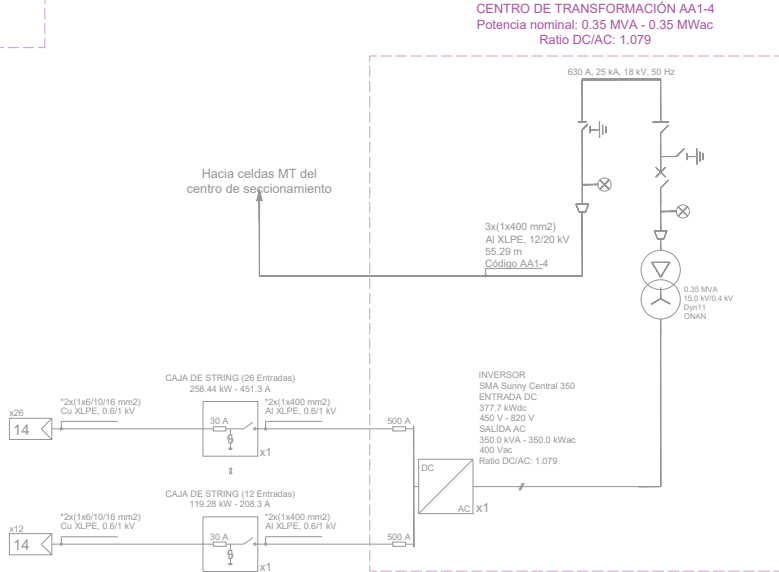 CENTRO DE TRANSFORMACIÓN AA1-4
Potencia nominal: 0.35 MVA - 0.35 MWac
Ratio DC/AC: 1.079
630 A, 25 kA, 18 kV, 50 Hz
Hacia celdas MT del
centro de seccionamiento
3x(1x400 mm2)
Al XLPE, 12/20 kV
55.29 m
Código AA1-4
0.35 MVA
15.0 kV/0.4 kV
Dyn11
ONAN
INVERSOR
SMA Sunny Central 350
ENTRADA DC
377.7 kWdc
450 V - 820 V
SALIDA AC
350.0 kVA - 350.0 kWac
400 Vac
Ratio DC/AC: 1.079
CAJA DE STRING (26 Entradas)
258.44 kW - 451.3 A
x26
14
*2x(1x6/10/16 mm2)
Cu XLPE, 0.6/1 kV
30 A
x1
*2x(1x400 mm2)
Al XLPE, 0.6/1 kV
500 A
DC
AC
x1
CAJA DE STRING (12 Entradas)
119.28 kW - 208.3 A
x12
14
*2x(1x6/10/16 mm2)
Cu XLPE, 0.6/1 kV
30 A
x1
*2x(1x400 mm2)
Al XLPE, 0.6/1 kV
500 A